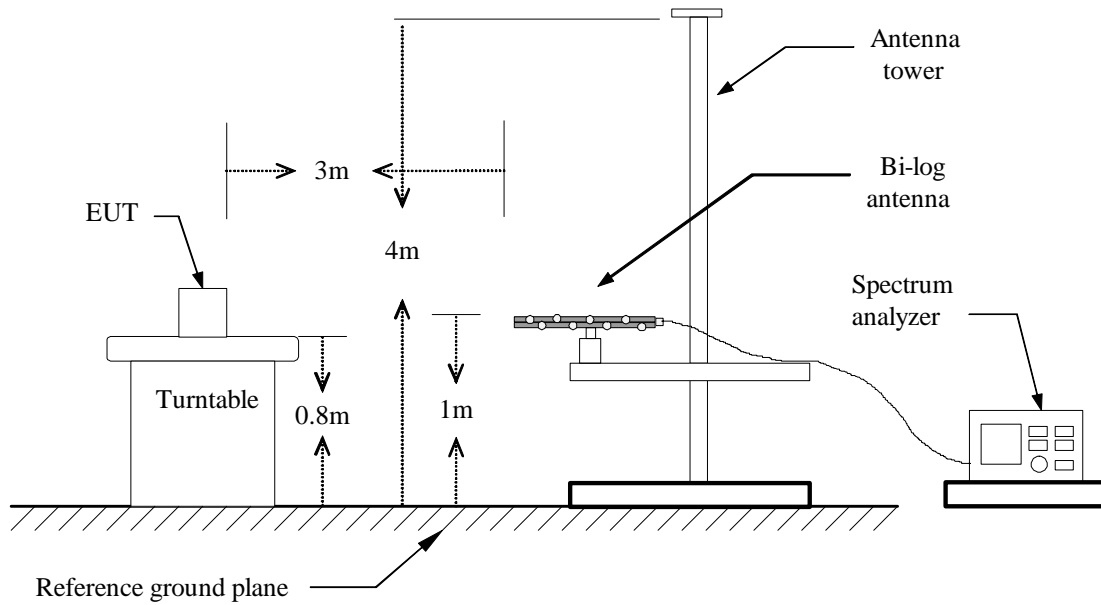 Antenna
tower
3m
Bi-log
antenna
EUT
4m
Spectrum
analyzer
Turntable
0.8m
1m
Reference ground plane